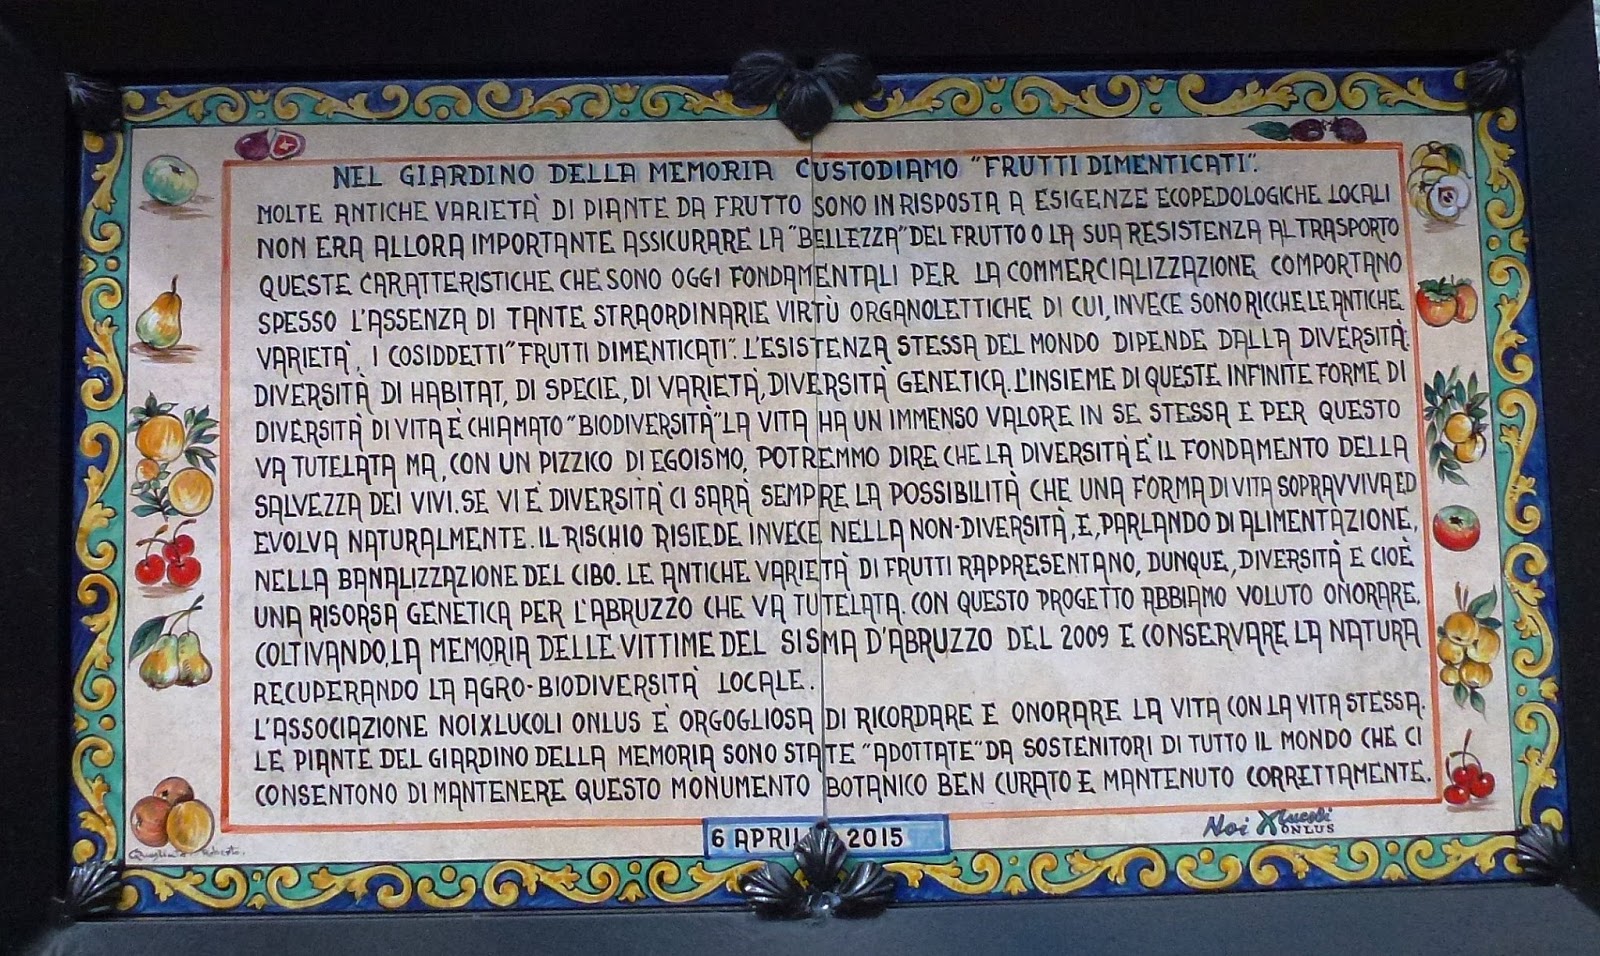 NEL GIARDINO DELLA MEMORIA CUSTODIAMO "FRUTTI DIMENTICATI".
MOLTE ANTICHE VARIETÀ DI PIANTE DA FRUTTO SONO IN RISPOSTA A ESIGENZE ECOPEDOLOGICHE LOCALI
NON ERA ALLORA IMPORTANTE ASSICURARE LA "BELLEZZA" DEL FRUTTO O LA SUA RESISTENZA AL TRASPORTO
QUESTE CARATTERISTICHE CHE SONO OGGI FONDAMENTALI PER LA COMMERCIALIZZAZIONE COMPORTANO
SPESSO L'ASSENZA DI TANTE STRAORDINARIE VIRTÙ ORGANOLETTICHE DI CUI, INVECE SONO RICCHE LE ANTICHE
VARIETÀ, I COSIDDETTI "FRUTTI DIMENTICATI". L'ESISTENZA STESSA DEL MONDO DIPENDE DALLA DIVERSITÀ:
DIVERSITÀ DI HABITAT, DI SPECIE, DI VARIETÀ, DIVERSITÀ GENETICA. L'INSIEME DI QUESTE INFINITE FORME DI
DIVERSITÀ DI VITA È CHIAMATO "BIODIVERSITÀ" LA VITA HA UN IMMENSO VALORE IN SE STESSA E PER QUESTO
VA TUTELATA MA, CON UN PIZZICO DI EGOISMO, POTREMMO DIRE CHE LA DIVERSITÀ È IL FONDAMENTO DELLA
SALVEZZA DEI VIVI. SE VI È DIVERSITÀ CI SARÀ SEMPRE LA POSSIBILITÀ CHE UNA FORMA DI VITA SOPRAVVIVA ED
EVOLVA NATURALMENTE. IL RISCHIO RISIEDE INVECE NELLA NON-DIVERSITÀ, E, PARLANDO DI ALIMENTAZIONE,
NELLA BANALIZZAZIONE DEL CIBO. LE ANTICHE VARIETÀ DI FRUTTI RAPPRESENTANO, DUNQUE, DIVERSITÀ E CIOÈ
UNA RISORSA GENETICA PER L'ABRUZZO CHE VA TUTELATA. CON QUESTO PROGETTO ABBIAMO VOLUTO ONORARE,
COLTIVANDO, LA MEMORIA DELLE VITTIME DEL SISMA D'ABRUZZO DEL 2009 E CONSERVARE LA NATURA
RECUPERANDO LA AGRO-BIODIVERSITÀ LOCALE.
L'ASSOCIAZIONE NOIXLUCOLI ONLUS È ORGOGLIOSA DI RICORDARE E ONORARE LA VITA CON LA VITA STESSA.
LE PIANTE DEL GIARDINO DELLA MEMORIA SONO STATE "ADOTTATE" DA SOSTENITORI DI TUTTO IL MONDO CHE CI
CONSENTONO DI MANTENERE QUESTO MONUMENTO BOTANICO BEN CURATO E MANTENUTO CORRETTAMENTE.
6 APRIL 2015
Noi X Lucoli
ONLUS